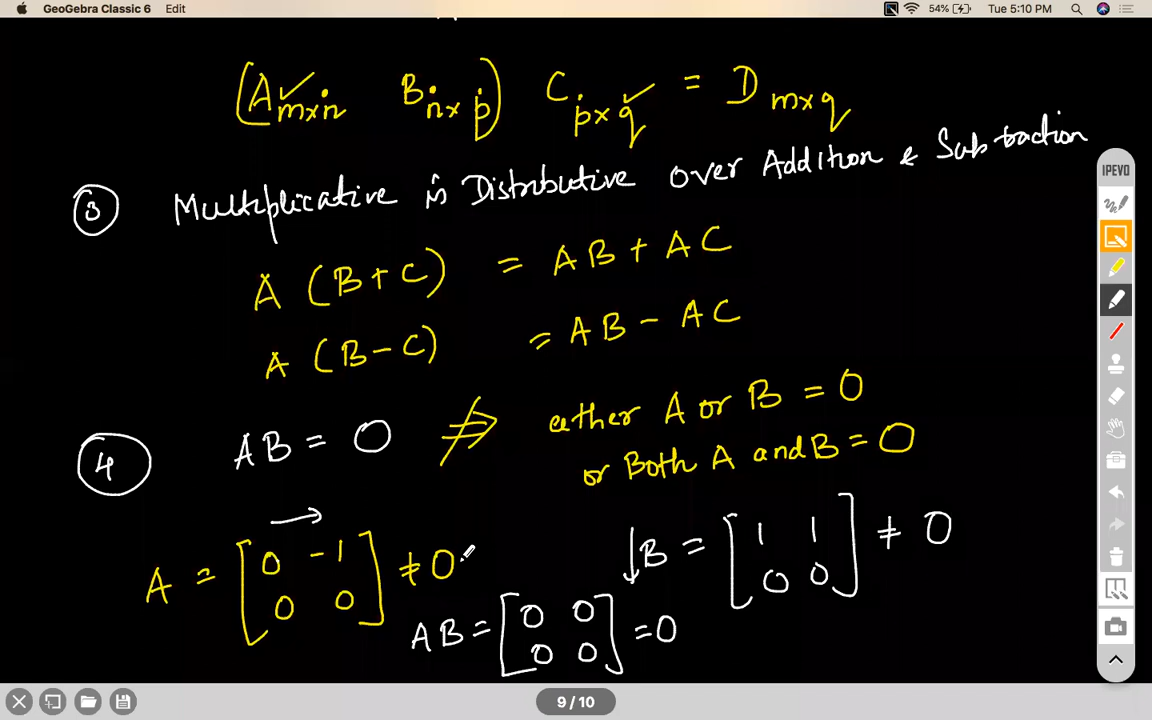 GeoGebra Classic 6 Edit 54% Tue 5:10 PM
(A m×n B n×p) C p×q = D m×q
③ Multiplicative is Distributive over Addition & Subtraction
A (B+C) = AB + AC
A (B-C) = AB - AC
④ AB = 0 ⇏ either A or B = 0
or Both A and B = 0
A = [0 -1; 0 0] ≠ 0
B = [1 1; 0 0] ≠ 0
AB = [0 0; 0 0] = 0
IPEVO
9 / 10